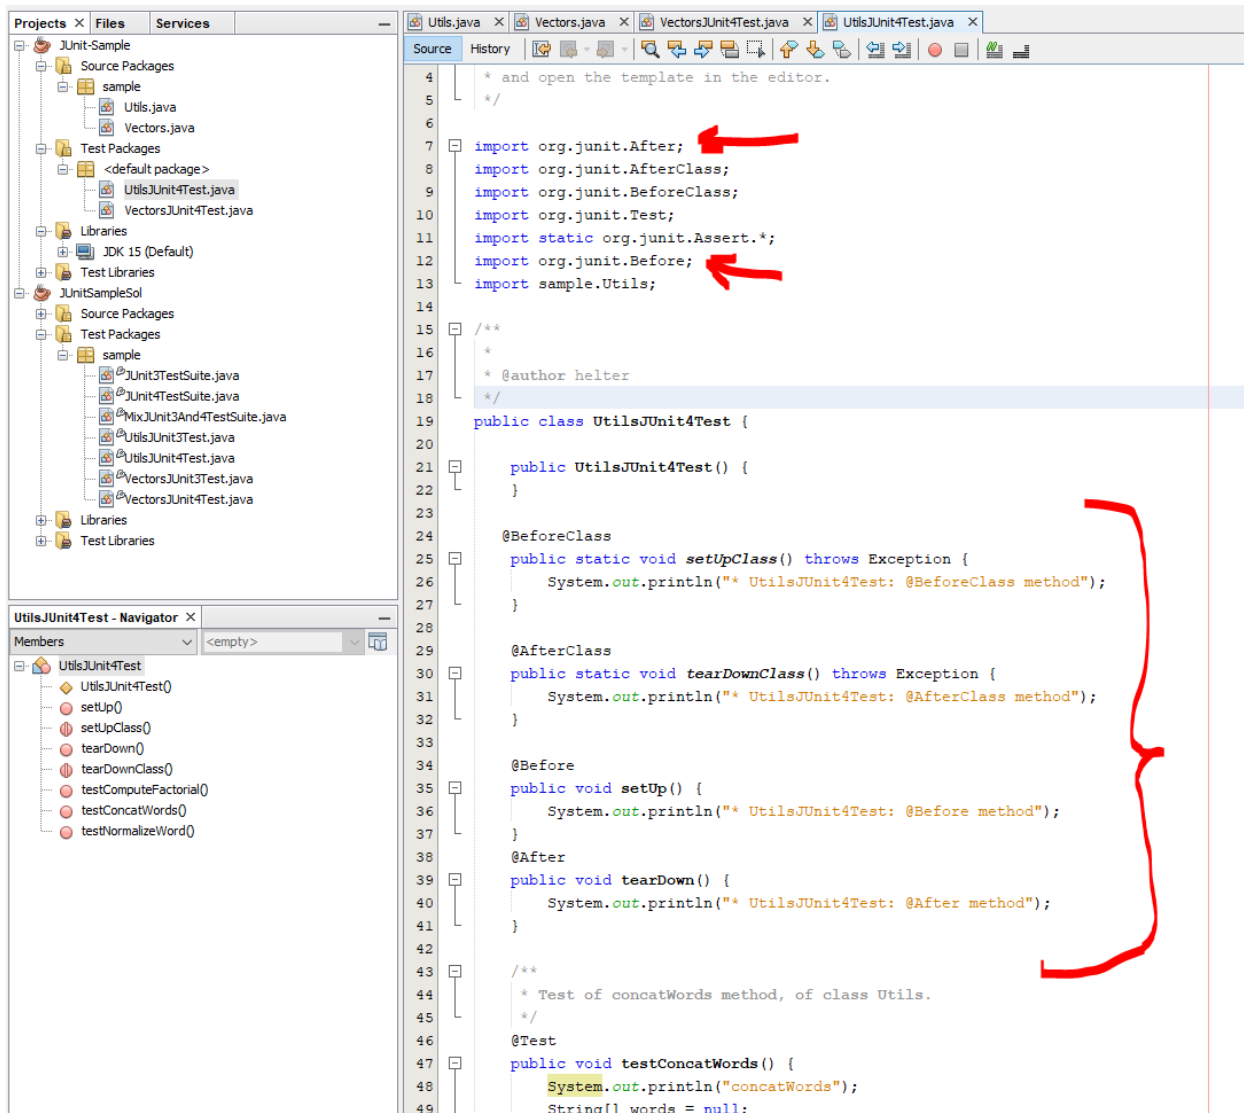 Projects × Files Services
JUnit-Sample
Source Packages
sample
Utils.java
Vectors.java
Test Packages
<default package>
UtilsJUnit4Test.java
VectorsJUnit4Test.java
Libraries
JDK 15 (Default)
Test Libraries
JUnitSampleSol
Source Packages
Test Packages
sample
JUnit3TestSuite.java
JUnit4TestSuite.java
MixJUnit3And4TestSuite.java
UtilsJUnit3Test.java
UtilsJUnit4Test.java
VectorsJUnit3Test.java
VectorsJUnit4Test.java
Libraries
Test Libraries
UtilsJUnit4Test - Navigator ×
Members <empty>
UtilsJUnit4Test
UtilsJUnit4Test()
setUp()
setUpClass()
tearDown()
tearDownClass()
testComputeFactorial()
testConcatWords()
testNormalizeWord()
Utils.java × Vectors.java × VectorsJUnit4Test.java × UtilsJUnit4Test.java ×
Source History
4 * and open the template in the editor.
5 */
6
7 import org.junit.After;
8 import org.junit.AfterClass;
9 import org.junit.BeforeClass;
10 import org.junit.Test;
11 import static org.junit.Assert.*;
12 import org.junit.Before;
13 import sample.Utils;
14
15 /**
16 *
17 * @author helter
18 */
19 public class UtilsJUnit4Test {
20
21 public UtilsJUnit4Test() {
22 }
23
24 @BeforeClass
25 public static void setUpClass() throws Exception {
26 System.out.println("* UtilsJUnit4Test: @BeforeClass method");
27 }
28
29 @AfterClass
30 public static void tearDownClass() throws Exception {
31 System.out.println("* UtilsJUnit4Test: @AfterClass method");
32 }
33
34 @Before
35 public void setUp() {
36 System.out.println("* UtilsJUnit4Test: @Before method");
37 }
38 @After
39 public void tearDown() {
40 System.out.println("* UtilsJUnit4Test: @After method");
41 }
42
43 /**
44 * Test of concatWords method, of class Utils.
45 */
46 @Test
47 public void testConcatWords() {
48 System.out.println("concatWords");
49 String[] words = null;